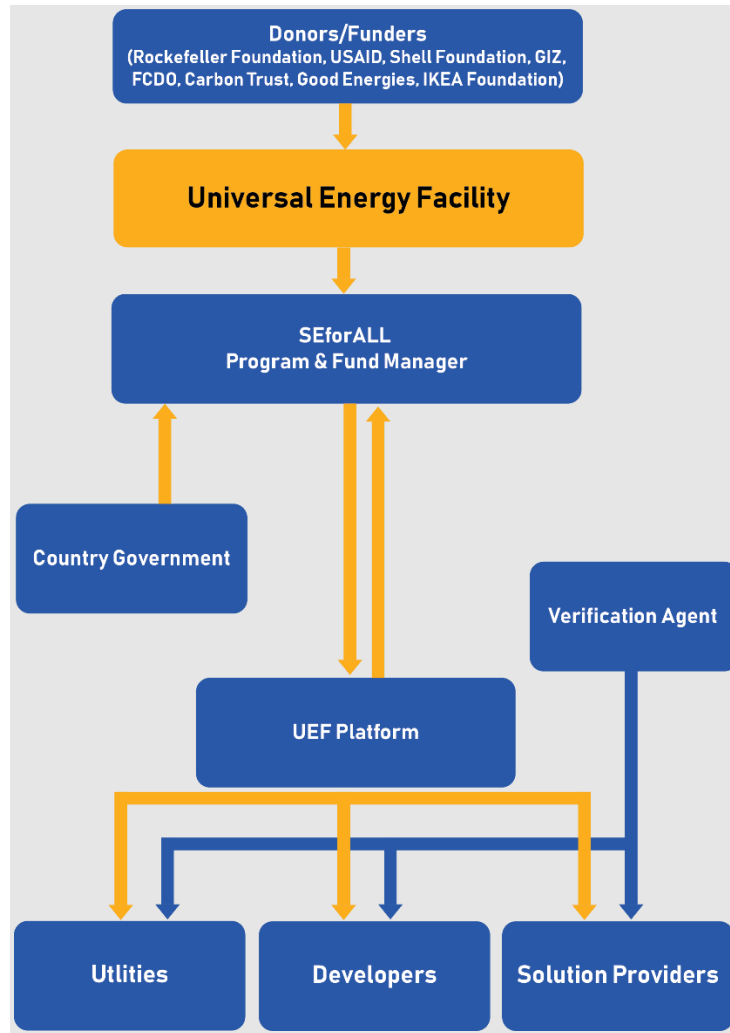 Donors/Funders
(Rockefeller Foundation, USAID, Shell Foundation, GIZ,
FCDO, Carbon Trust, Good Energies, IKEA Foundation)
Universal Energy Facility
SEforALL
Program & Fund Manager
Country Government
Verification Agent
UEF Platform
Utlities
Developers
Solution Providers